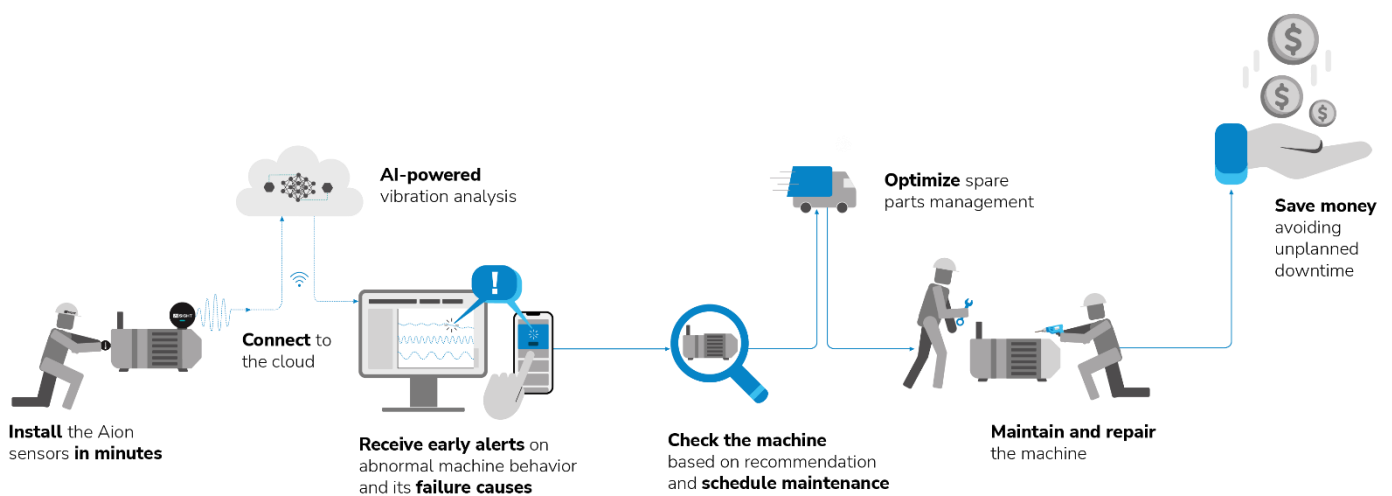 Install the Aion
sensors in minutes
Connect to
the cloud
AI-powered
vibration analysis
!
Receive early alerts on
abnormal machine behavior
and its failure causes
Check the machine
based on recommendation
and schedule maintenance
Optimize spare
parts management
Maintain and repair
the machine
$
$
$
Save money
avoiding
unplanned
downtime